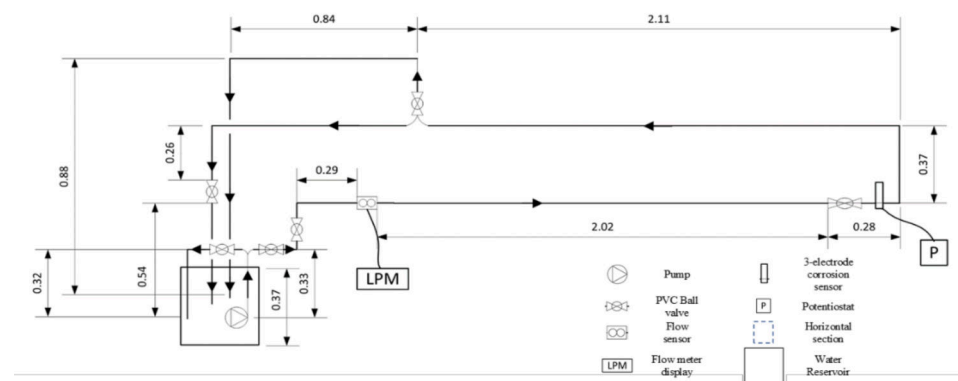 0.84
2.11
0.26
0.88
0.29
0.37
2.02
0.28
0.32
0.54
0.37
0.33
LPM
P
Pump
3-electrode
corrosion
sensor
PVC Ball
valve
P
Potentiostat
Flow
sensor
Horizontal
section
LPM
Flow meter
display
Water
Reservoir